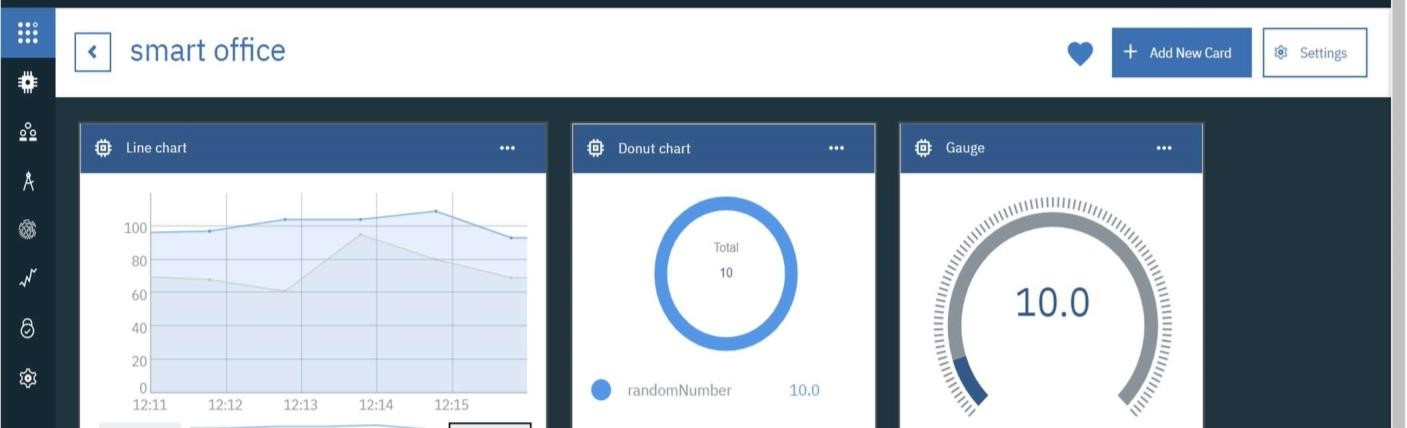 smart office
+ Add New Card
Settings
Line chart
Donut chart
Gauge
100
80
60
40
20
0
12:11 12:12 12:13 12:14 12:15
Total
10
randomNumber 10.0
10.0